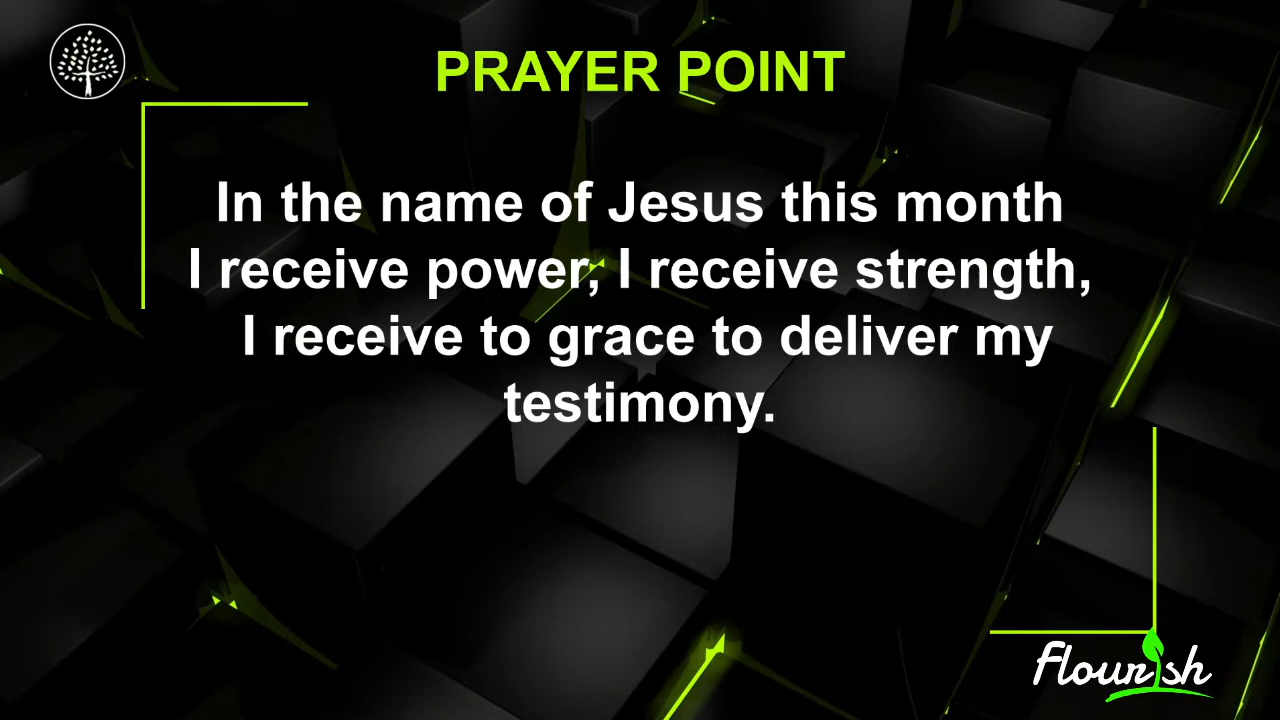 PRAYER POINT
In the name of Jesus this month
I receive power, I receive strength,
I receive to grace to deliver my
testimony.
Flourish